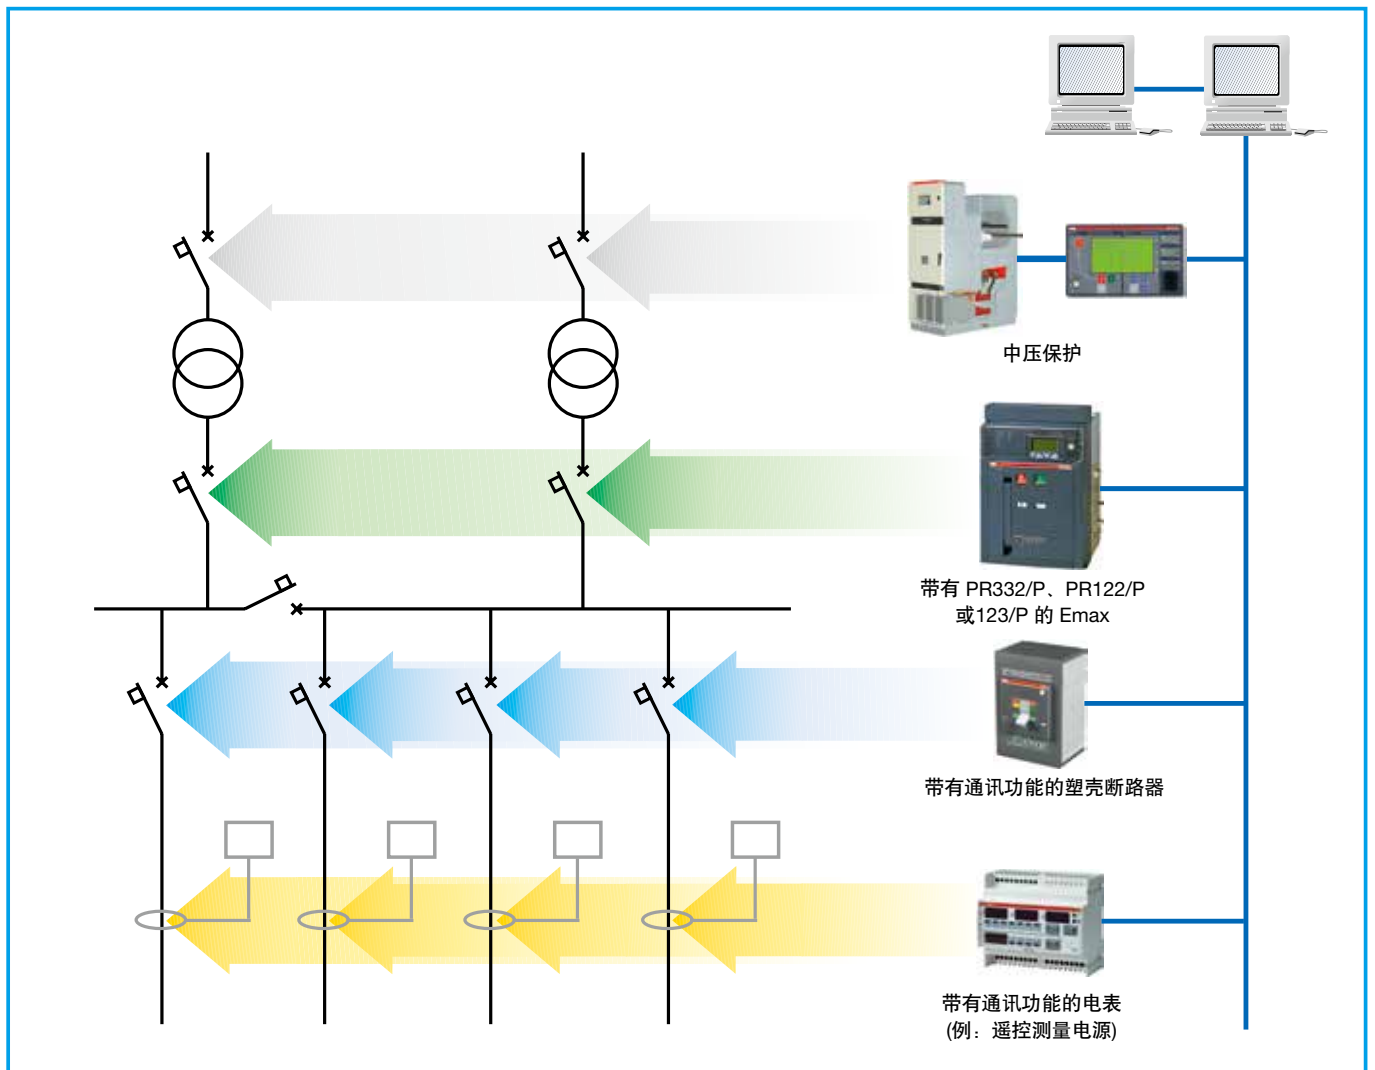 中压保护
带有 PR332/P、PR122/P
或123/P 的 Emax
带有通讯功能的塑壳断路器
带有通讯功能的电表
(例：遥控测量电源)